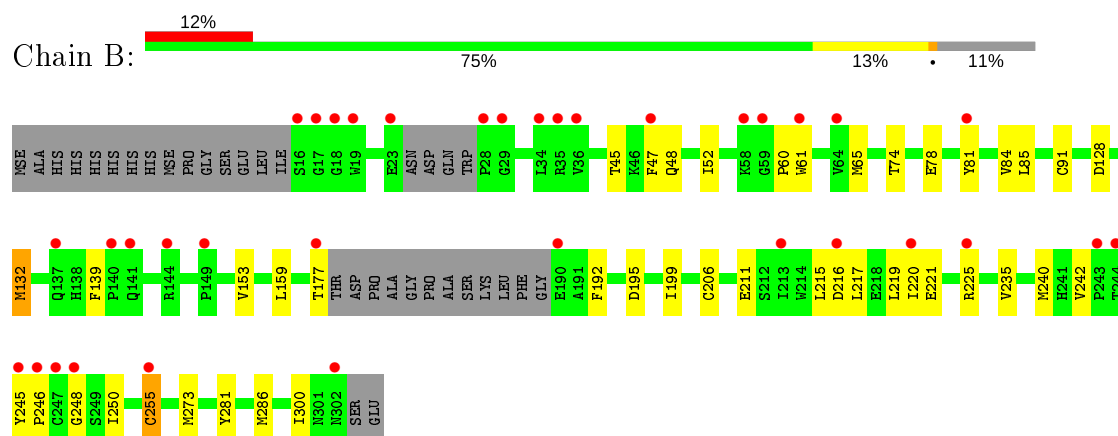 12%
Chain B:
75% 13% • 11%
MSE ALA HIS HIS HIS HIS HIS HIS MSE PRO GLY SER GLU LEU ILE S16 G17 G18 W19 E23 ASN ASP GLN TRP P28 G29 L34 R35 V36 T45 K46 F47 Q48 I52 K58 G59 P60 W61 V64 M65 T74 E78 Y81 V84 L85 C91 D128
M132 Q137 H138 F139 P140 Q141 R144 P149 V153 L159 T177 THR ASP PRO ALA GLY PRO ALA SER LYS LEU PHE GLY E190 A191 F192 D195 I199 C206 E211 S212 I213 W214 L215 D216 L217 E218 L219 I220 E221 R225 V235 M240 H241 V242 P243 T244
Y245 P246 C247 G248 S249 I250 C255 M273 Y281 M286 I300 N301 N302 SER GLU